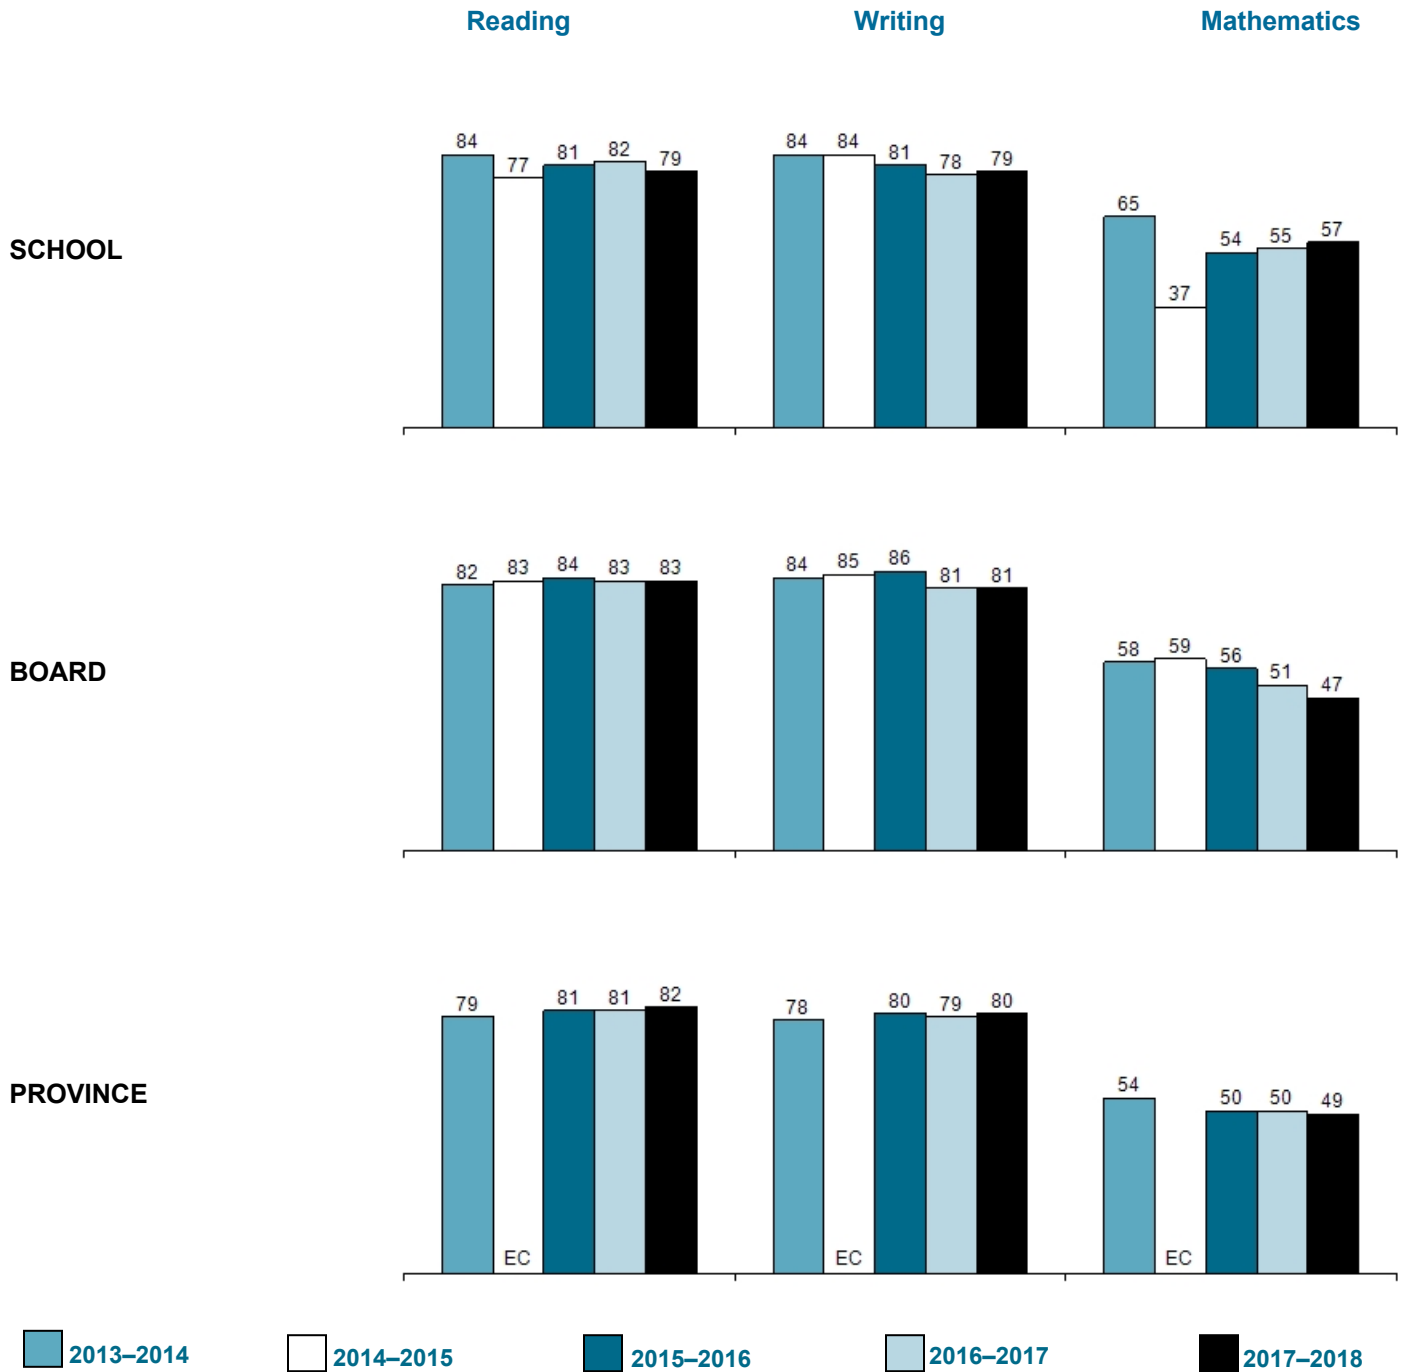 Reading Writing Mathematics
84 77 81 82 79 84 84 81 78 79 65 37 54 55 57
SCHOOL
82 83 84 83 83 84 85 86 81 81 58 59 56 51 47
BOARD
79 81 81 82 78 80 79 80 54 50 50 49
PROVINCE
EC EC EC
2013–2014 2014–2015 2015–2016 2016–2017 2017–2018